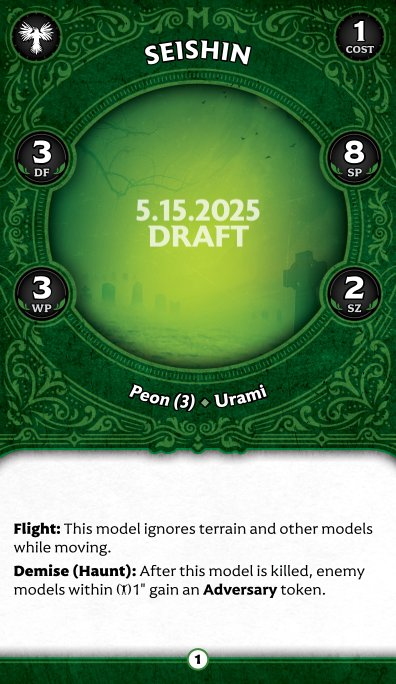 SEISHIN
1
COST
3
DF
8
SP
5.15.2025
DRAFT
3
WP
2
SZ
Peon (3) ◆ Urami
Flight: This model ignores terrain and other models
while moving.
Demise (Haunt): After this model is killed, enemy
models within 1" gain an Adversary token.
1